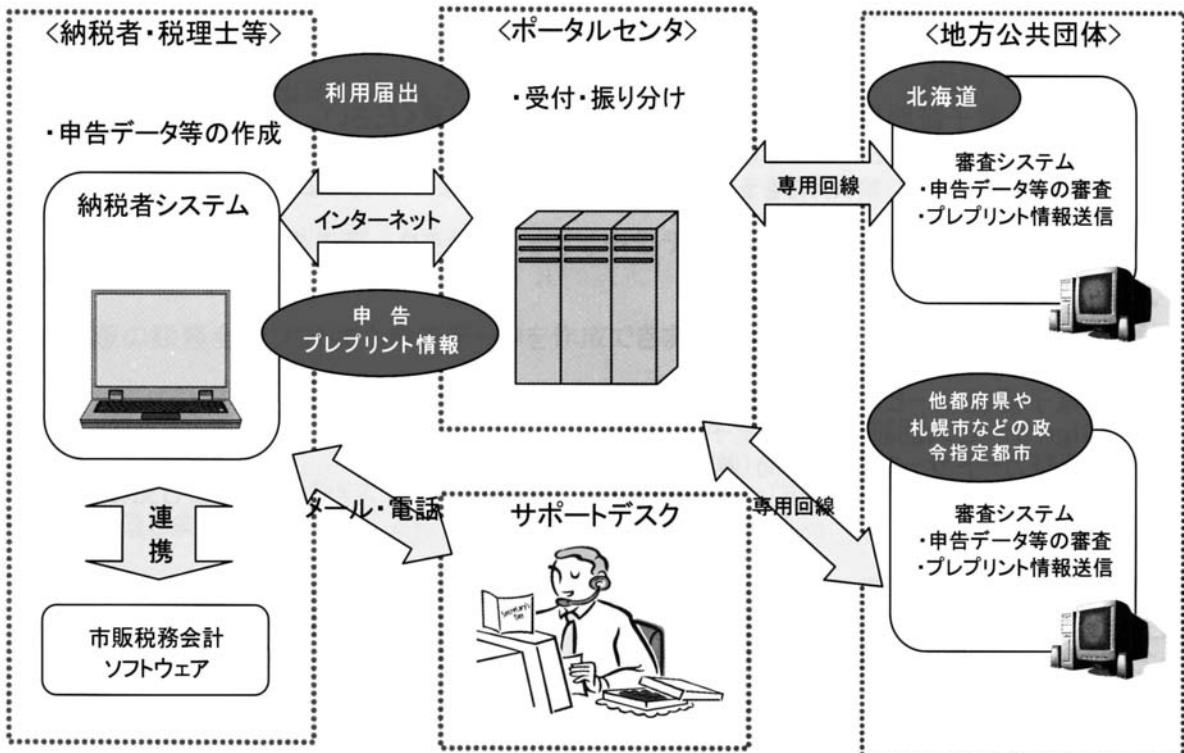 <納税者・税理士等>
利用届出
・申告データ等の作成
納税者システム
インターネット
申 告
プレプリント情報
連
携
市販税務会計
ソフトウェア
<ポータルセンタ>
・受付・振り分け
メール・電話
サポートデスク
専用回線
専用回線
<地方公共団体>
北海道
審査システム
・申告データ等の審査
・プレプリント情報送信
他都府県や
札幌市などの政
令指定都市
審査システム
・申告データ等の審査
・プレプリント情報送信